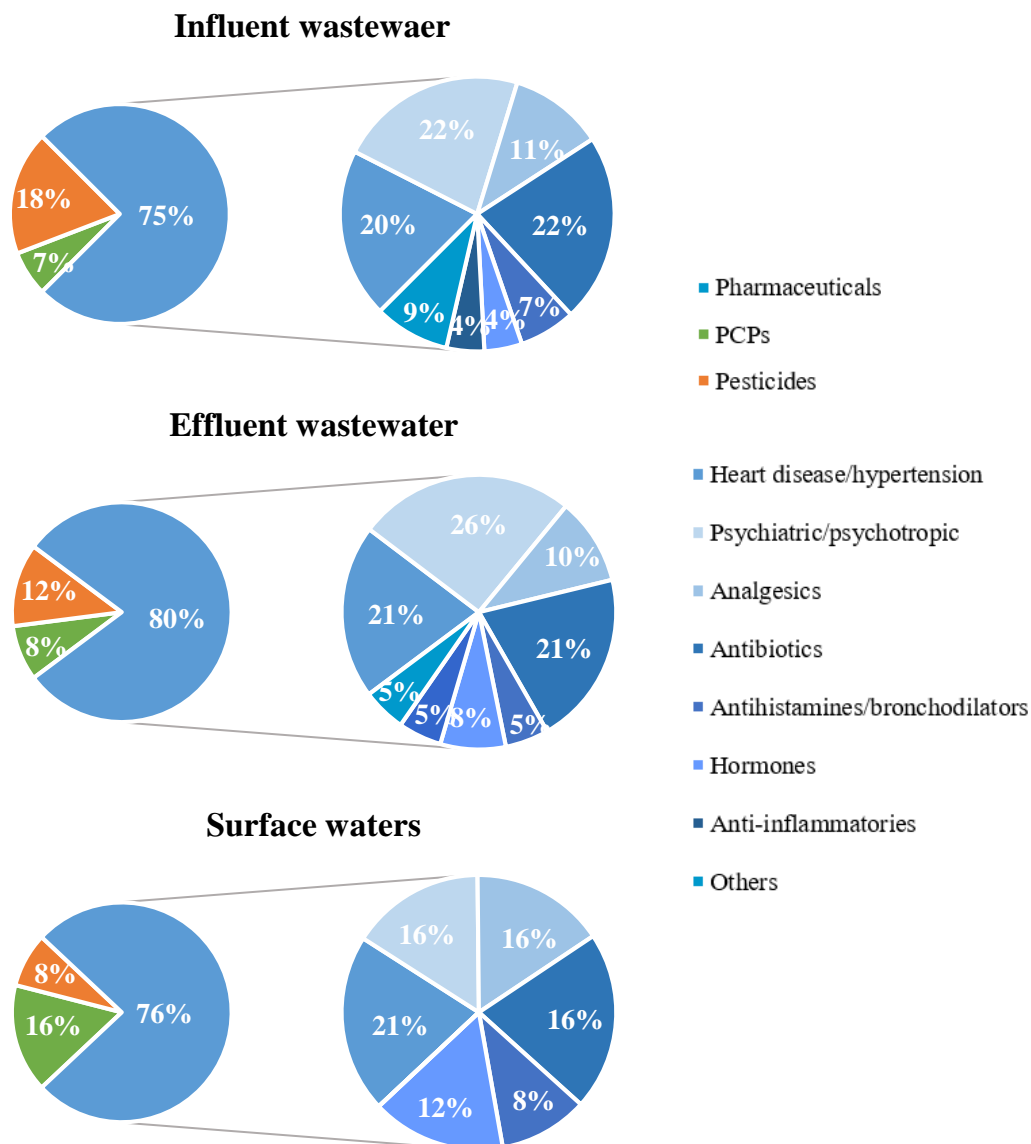 Influent wastewaer
22%
11%
18%
75%
20%
22%
7%
9%
4%
4%
7%
Pharmaceuticals
PCPs
Pesticides
Effluent wastewater
26%
10%
12%
80%
21%
21%
8%
5%
5%
8%
5%
Heart disease/hypertension
Psychiatric/psychotropic
Analgesics
Antibiotics
Antihistamines/bronchodilators
Hormones
Anti-inflammatories
Others
Surface waters
16%
16%
8%
76%
16%
21%
16%
12%
8%